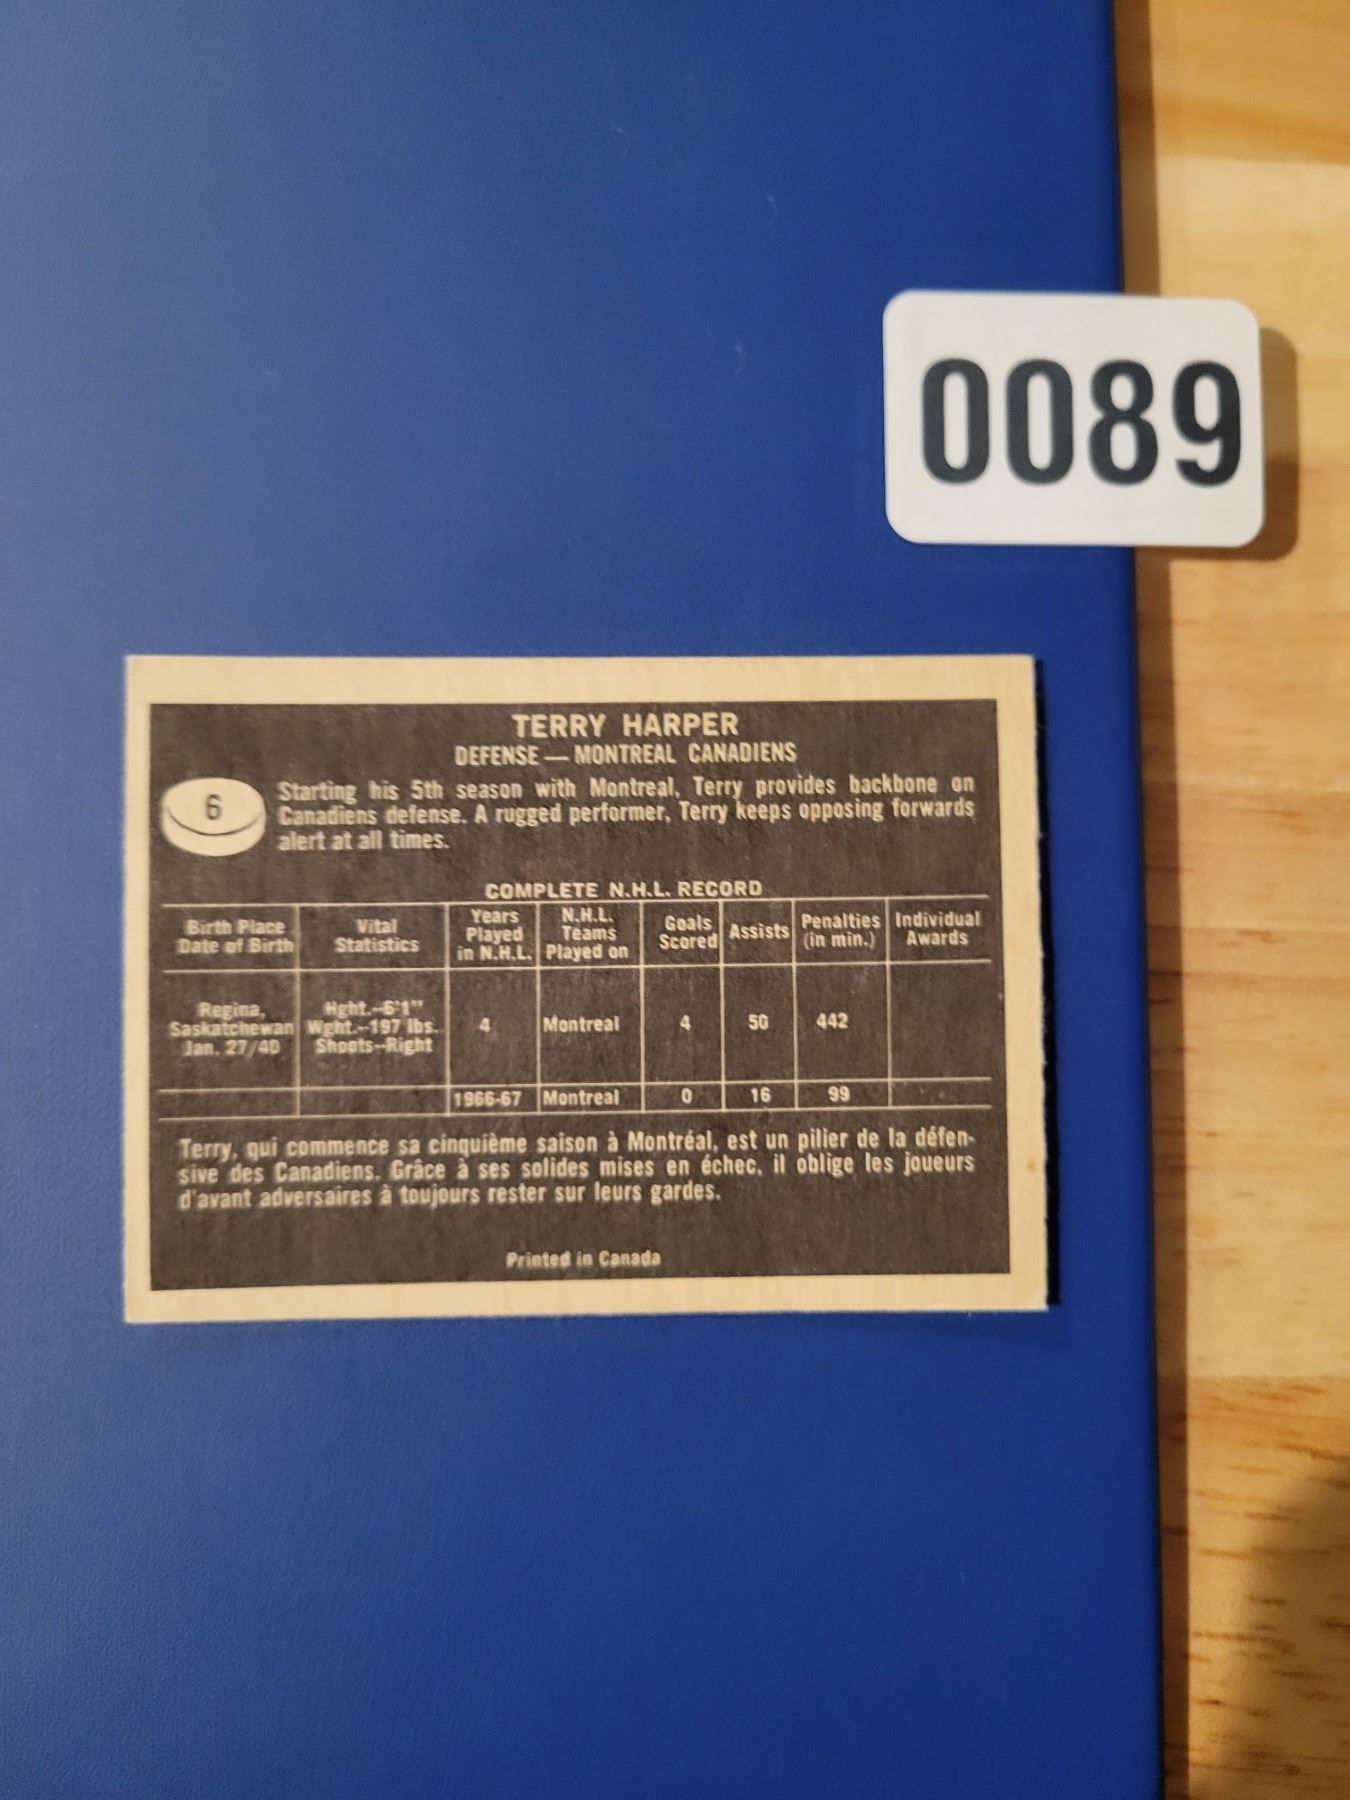 0089
TERRY HARPER
DEFENSE — MONTREAL CANADIENS
6
Starting his 5th season with Montreal, Terry provides backbone on
Canadiens defense. A rugged performer, Terry keeps opposing forwards
alert at all times.
COMPLETE N.H.L. RECORD
Birth Place Date of Birth | Vital Statistics | Years Played in N.H.L. | N.H.L. Teams Played on | Goals Scored | Assists | Penalties (in min.) | Individual Awards
Regina, Saskatchewan Jan. 27/40 | Hght.--6'1" Wght.--197 lbs. Shoots--Right | 4 | Montreal | 4 | 50 | 442
1966-67 | Montreal | 0 | 16 | 99
Terry, qui commence sa cinquième saison à Montréal, est un pilier de la défen-
sive des Canadiens. Grâce à ses solides mises en échec, il oblige les joueurs
d'avant adversaires à toujours rester sur leurs gardes.
Printed in Canada